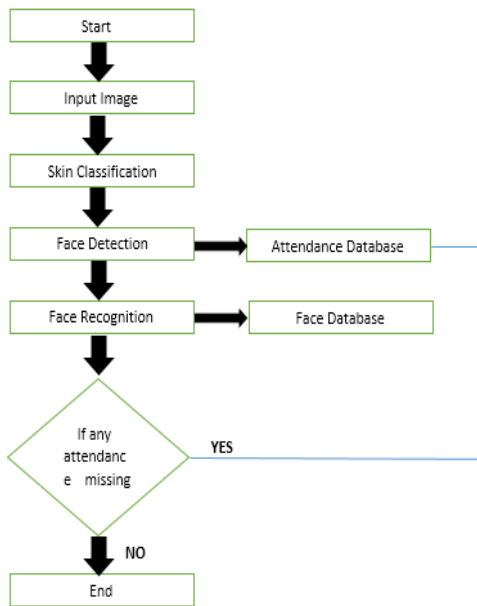 Start
Input Image
Skin Classification
Face Detection
Attendance Database
Face Recognition
Face Database
If any
attendanc
e missing
YES
NO
End